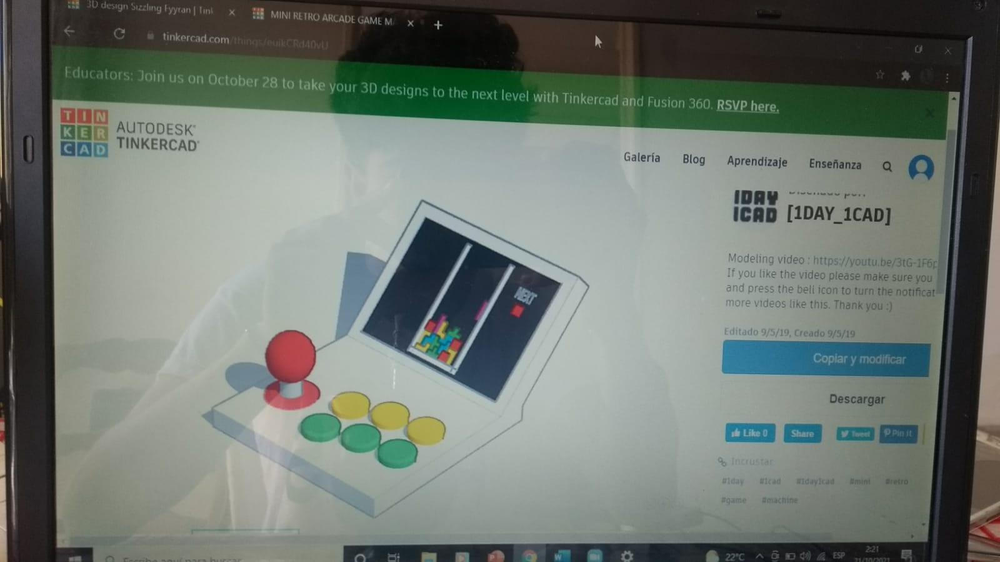 3D design Sizzling Fyyran | Tink
MINI RETRO ARCADE GAME M
tinkercad.com/things/euikCRd40vU
Educators: Join us on October 28 to take your 3D designs to the next level with Tinkercad and Fusion 360. RSVP here.
TIN
KER
CAD
AUTODESK®
TINKERCAD®
Galería Blog Aprendizaje Enseñanza
1DAY
1CAD
[1DAY_1CAD]
Modeling video : https://youtu.be/3tG-1F6p
If you like the video please make sure you
and press the bell icon to turn the notificat
more videos like this. Thank you :)
Editado 9/5/19, Creado 9/5/19
NEXT
Copiar y modificar
Descargar
Like 0 Share Tweet Pin it
Incrustar
#1day #1cad #1day1cad #mini #retro
#game #machine
Escribe aquí para buscar
22°C ESP 2:21
21/10/2021